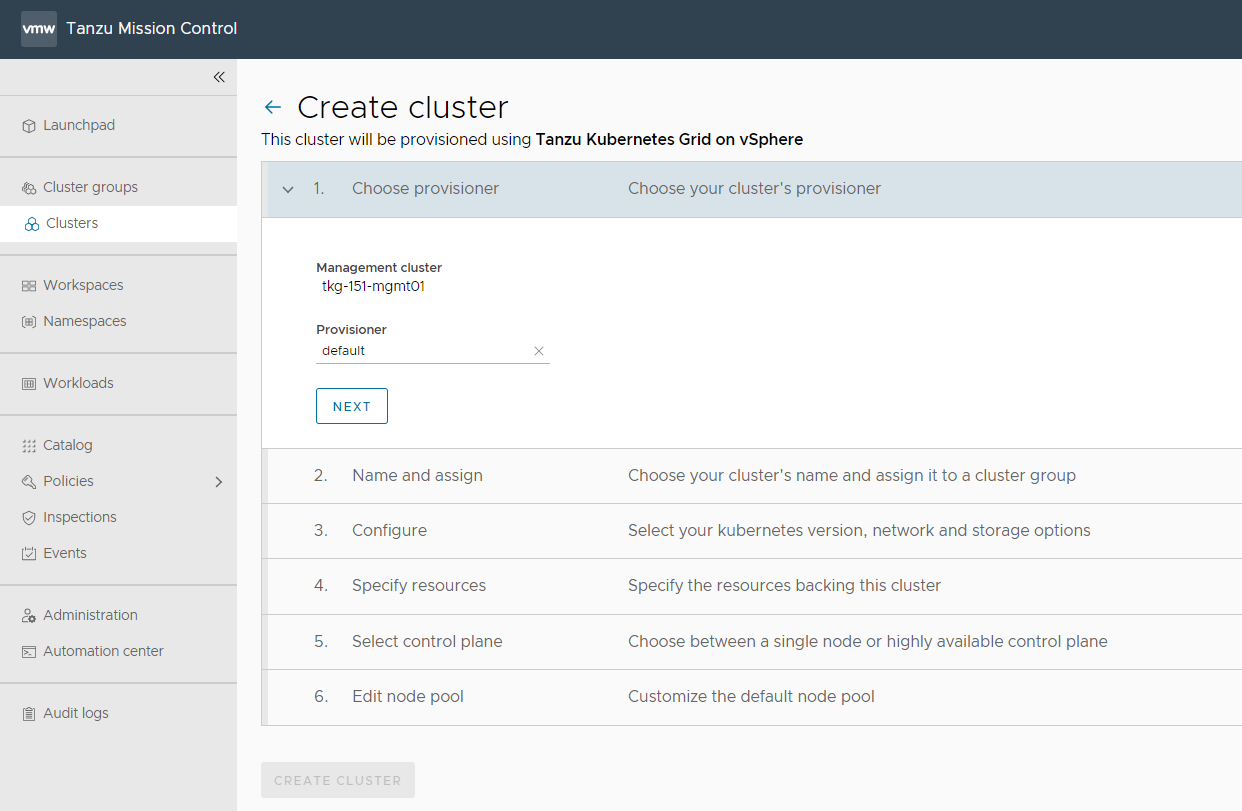 vmw Tanzu Mission Control
Launchpad
Cluster groups
Clusters
Workspaces
Namespaces
Workloads
Catalog
Policies
Inspections
Events
Administration
Automation center
Audit logs
Create cluster
This cluster will be provisioned using Tanzu Kubernetes Grid on vSphere
1. Choose provisioner Choose your cluster's provisioner
Management cluster
tkg-151-mgmt01
Provisioner
default
NEXT
2. Name and assign Choose your cluster's name and assign it to a cluster group
3. Configure Select your kubernetes version, network and storage options
4. Specify resources Specify the resources backing this cluster
5. Select control plane Choose between a single node or highly available control plane
6. Edit node pool Customize the default node pool
CREATE CLUSTER